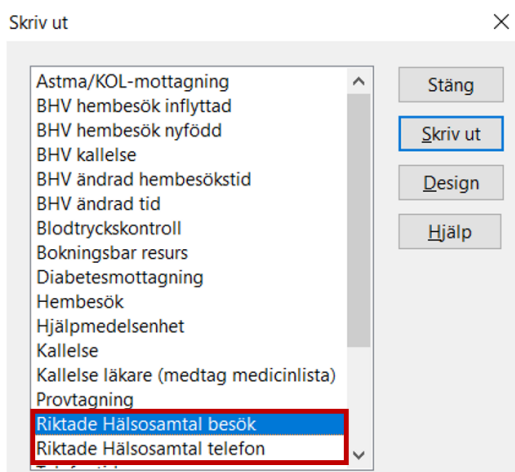 Skriv ut
Astma/KOL-mottagning
BHV hembesök inflyttad
BHV hembesök nyfödd
BHV kallelse
BHV ändrad hembesökstid
BHV ändrad tid
Blodtryckskontroll
Bokningsbar resurs
Diabetesmottagning
Hembesök
Hjälpmedelsenhet
Kallelse
Kallelse läkare (medtag medicinlista)
Provtagning
Riktade Hälsosamtal besök
Riktade Hälsosamtal telefon
Stäng
Skriv ut
Design
Hjälp